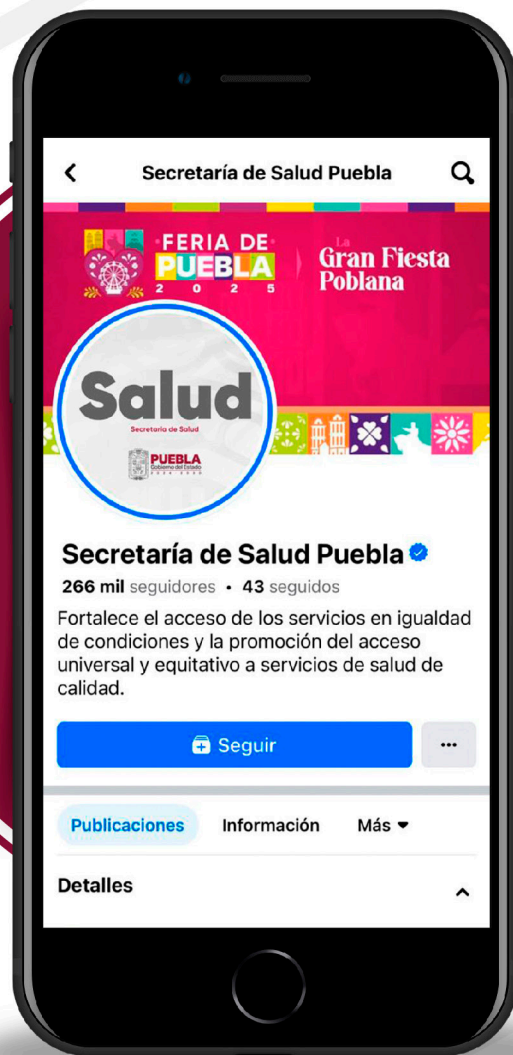 Secretaría de Salud Puebla
FERIA DE
PUEBLA
2 0 2 5
La
Gran Fiesta
Poblana
Salud
Secretaría de Salud
PUEBLA
Gobierno del Estado
2024 - 2030
Secretaría de Salud Puebla
266 mil seguidores • 43 seguidos
Fortalece el acceso de los servicios en igualdad
de condiciones y la promoción del acceso
universal y equitativo a servicios de salud de
calidad.
Seguir
Publicaciones Información Más
Detalles